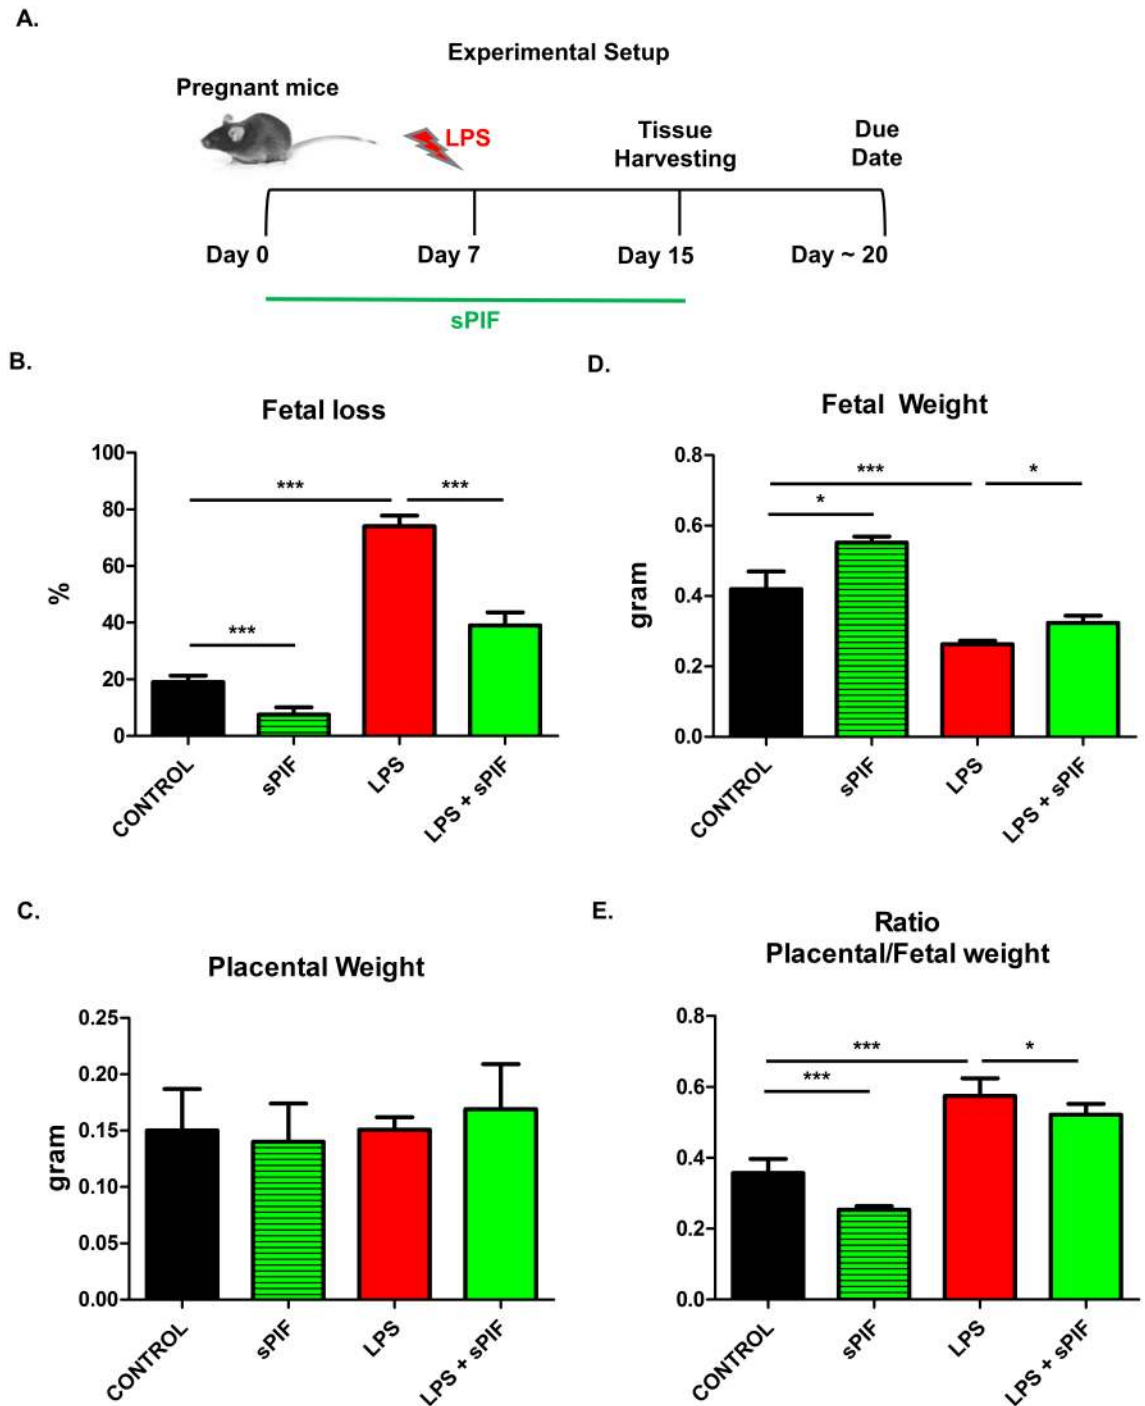 A.
Experimental Setup
Pregnant mice
LPS
Tissue
Harvesting
Due
Date
Day 0
Day 7
Day 15
Day ~ 20
sPIF
B.
Fetal loss
100
80
60
40
20
0
%
***
***
***
CONTROL
sPIF
LPS
LPS + sPIF
D.
Fetal Weight
0.8
0.6
0.4
0.2
0.0
gram
***
*
*
CONTROL
sPIF
LPS
LPS + sPIF
C.
Placental Weight
0.25
0.20
0.15
0.10
0.05
0.00
gram
CONTROL
sPIF
LPS
LPS + sPIF
E.
Ratio
Placental/Fetal weight
0.8
0.6
0.4
0.2
0.0
***
*
***
CONTROL
sPIF
LPS
LPS + sPIF